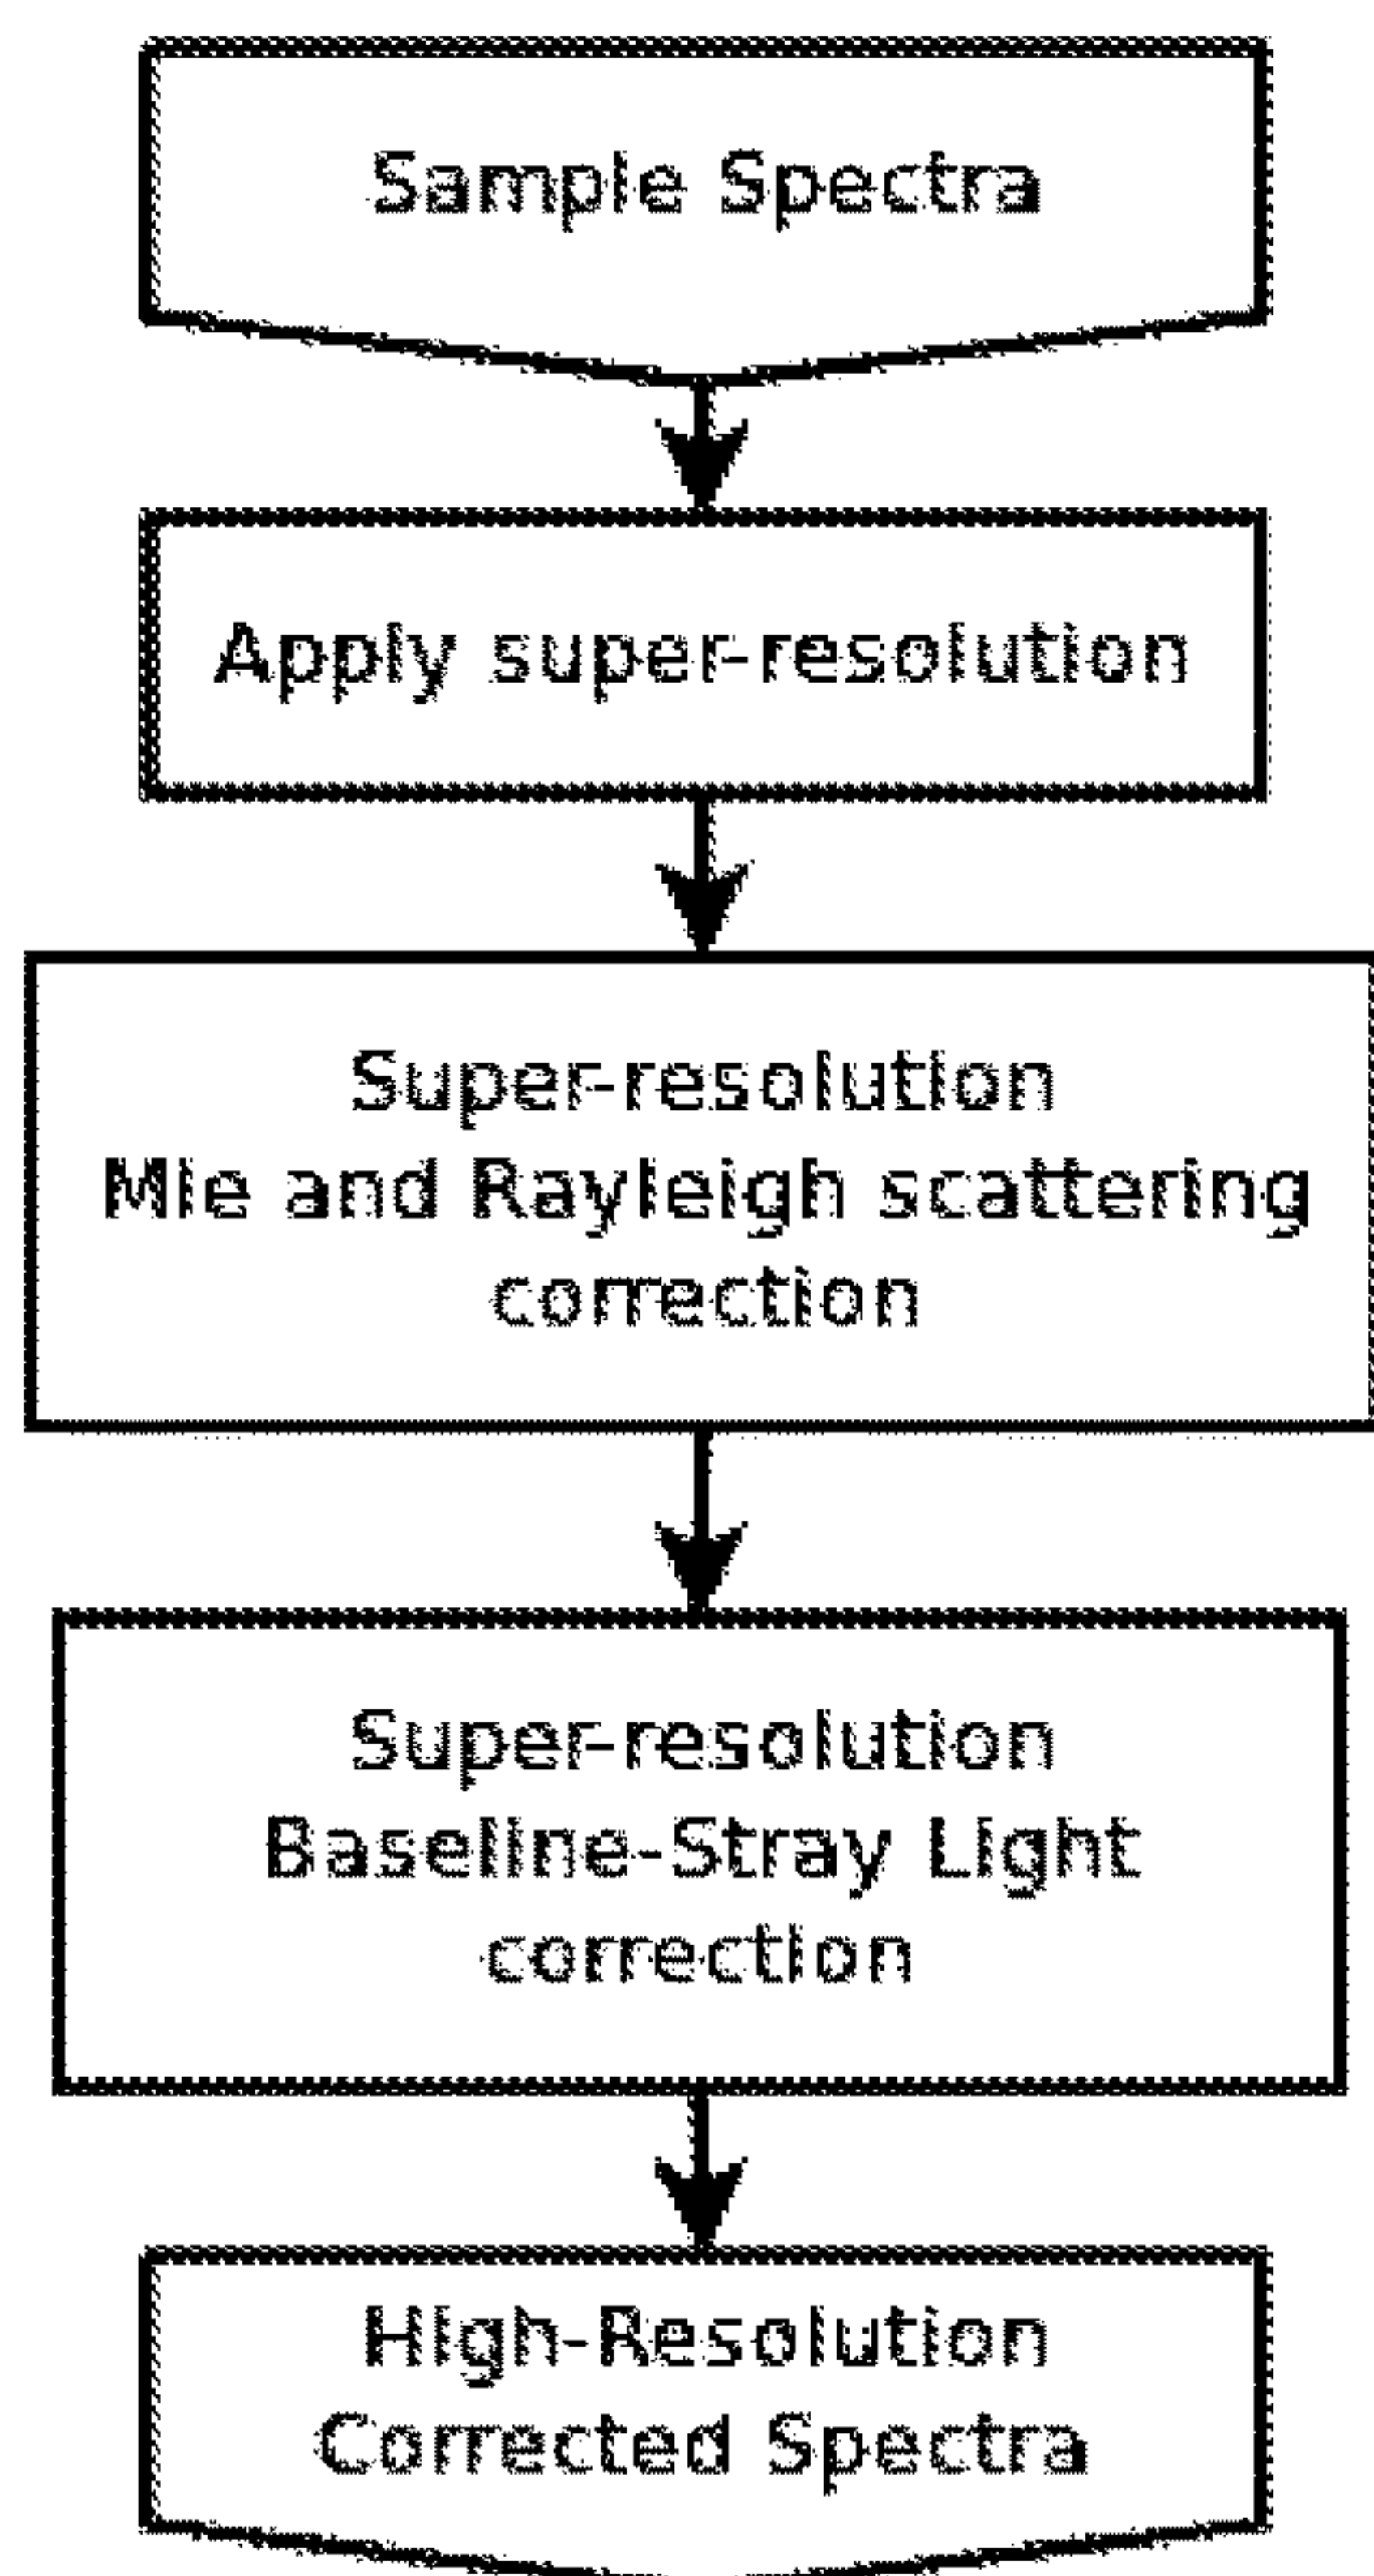 Sample Spectra
Apply super-resolution
Super-resolution
Mie and Rayleigh scattering
correction
Super-resolution
Baseline-Stray Light
correction
High-Resolution
Corrected Spectra